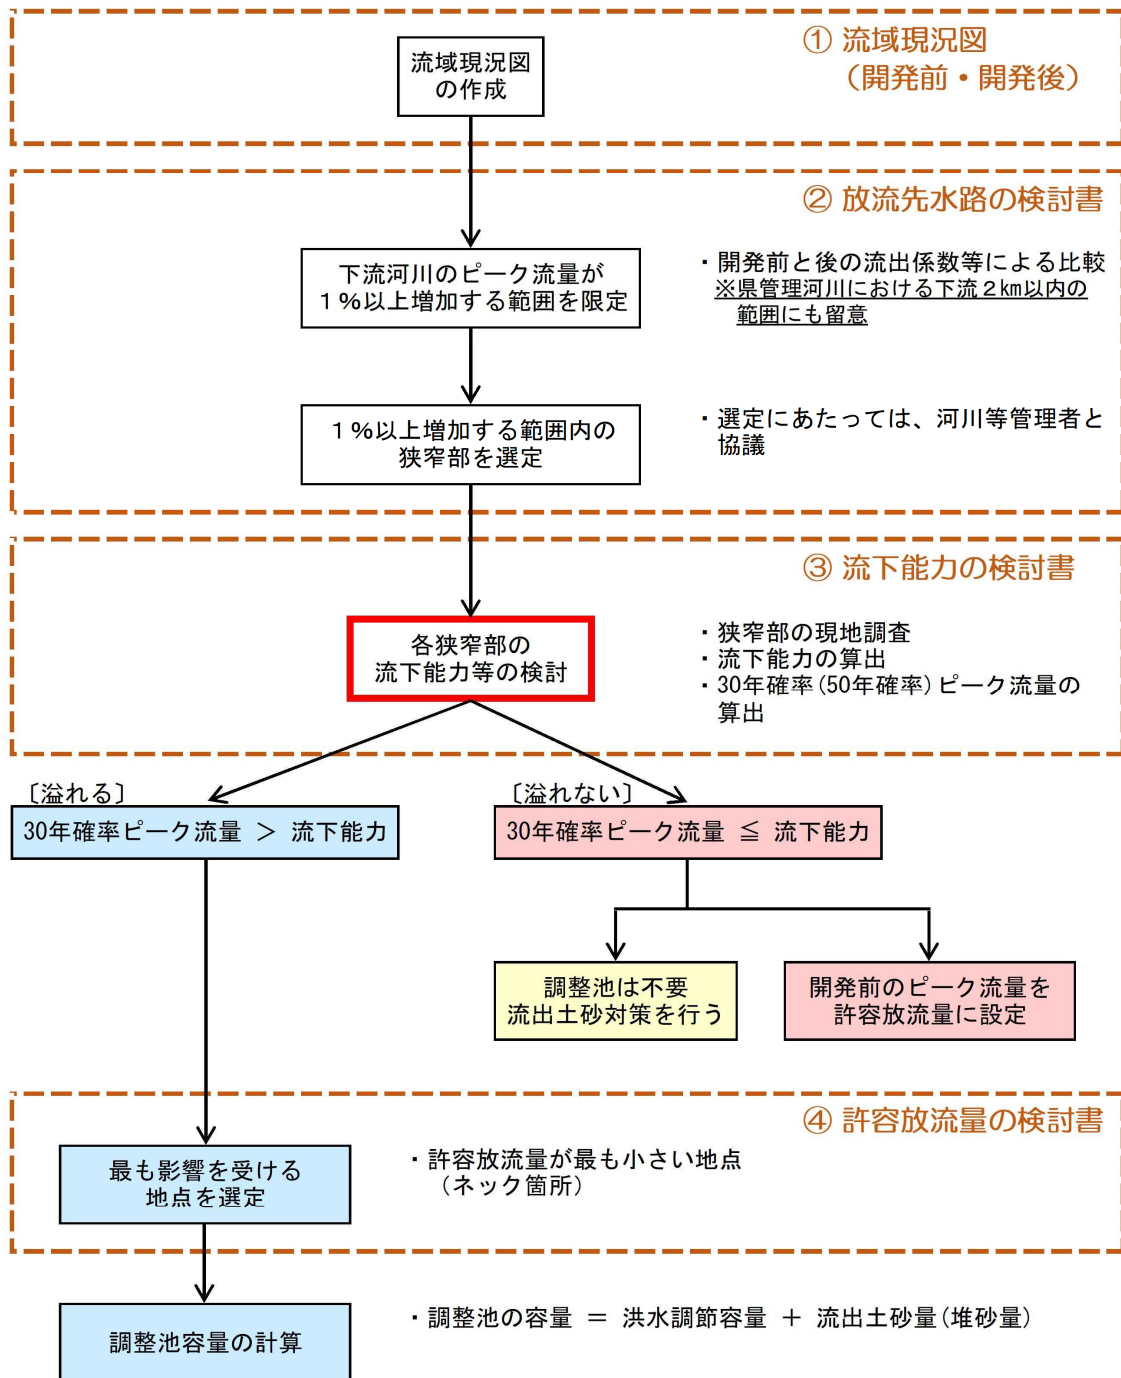 ① 流域現況図
（開発前・開発後）
流域現況図
の作成
② 放流先水路の検討書
下流河川のピーク流量が
１％以上増加する範囲を限定
・開発前と後の流出係数等による比較
※県管理河川における下流２㎞以内の
範囲にも留意
１％以上増加する範囲内の
狭窄部を選定
・選定にあたっては、河川等管理者と
協議
③ 流下能力の検討書
各狭窄部の
流下能力等の検討
・狭窄部の現地調査
・流下能力の算出
・30年確率(50年確率)ピーク流量の
算出
〔溢れる〕
30年確率ピーク流量 ＞ 流下能力
〔溢れない〕
30年確率ピーク流量 ≦ 流下能力
調整池は不要
流出土砂対策を行う
開発前のピーク流量を
許容放流量に設定
④ 許容放流量の検討書
最も影響を受ける
地点を選定
・許容放流量が最も小さい地点
（ネック箇所）
調整池容量の計算
・調整池の容量 ＝ 洪水調節容量 ＋ 流出土砂量(堆砂量)